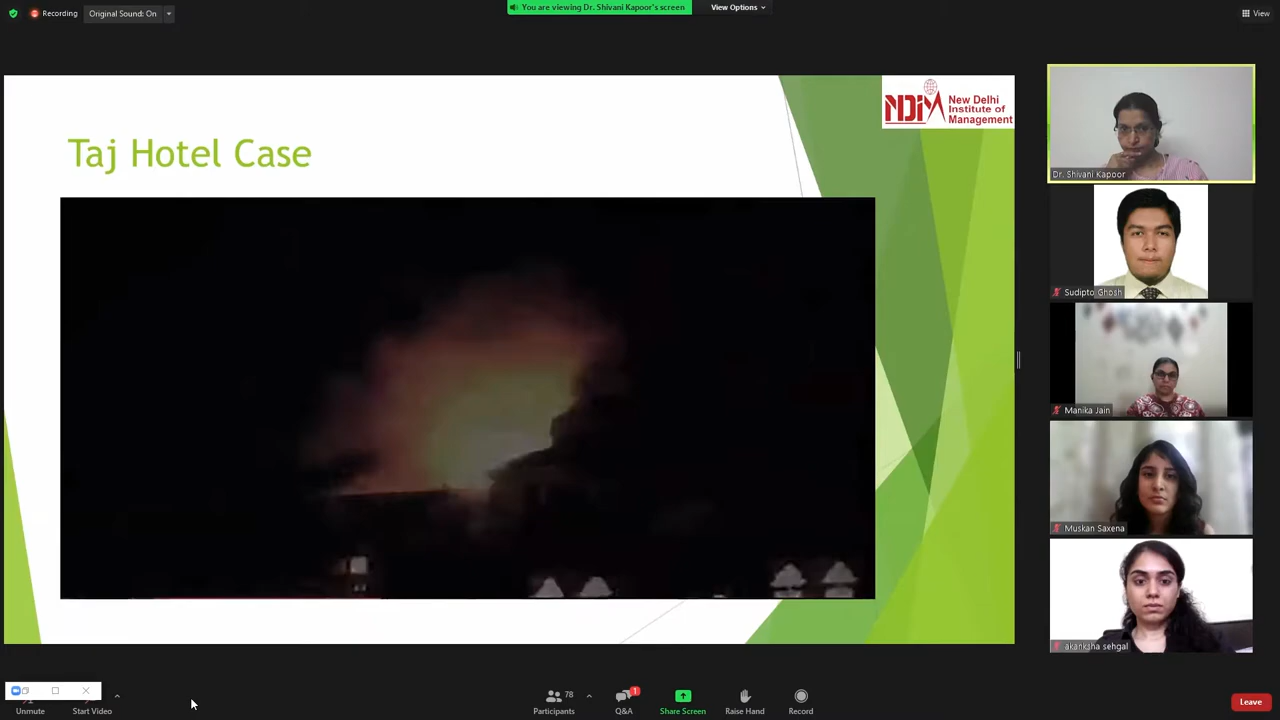 Recording
Original Sound: On
You are viewing Dr. Shivani Kapoor's screen
View Options
View
NDIM
New Delhi
Institute of
Management
Taj Hotel Case
Dr. Shivani Kapoor
Sudipto Ghosh
Manika Jain
Muskan Saxena
akanksha sehgal
Unmute
Start Video
78
Participants
1
Q&A
Share Screen
Raise Hand
Record
Leave